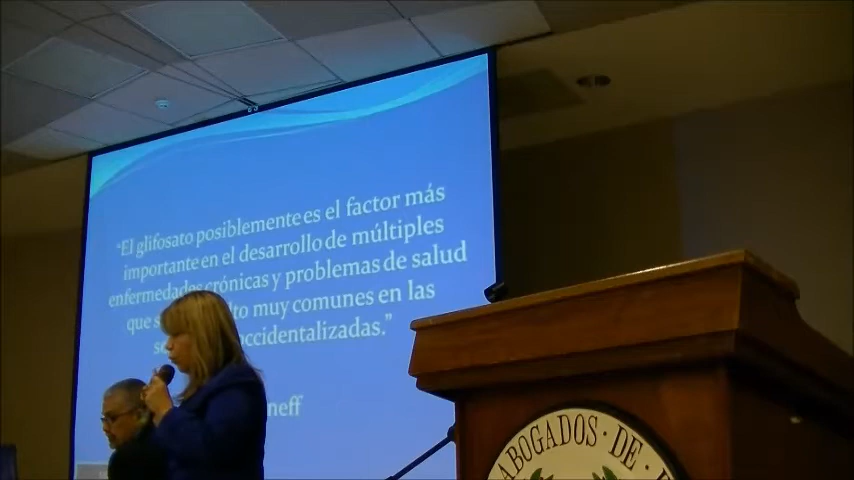 “El glifosato posiblemente es el factor más
importante en el desarrollo de múltiples
enfermedades crónicas y problemas de salud
que muy comunes en las
occidentalizadas.”
ABOGADOS · DE